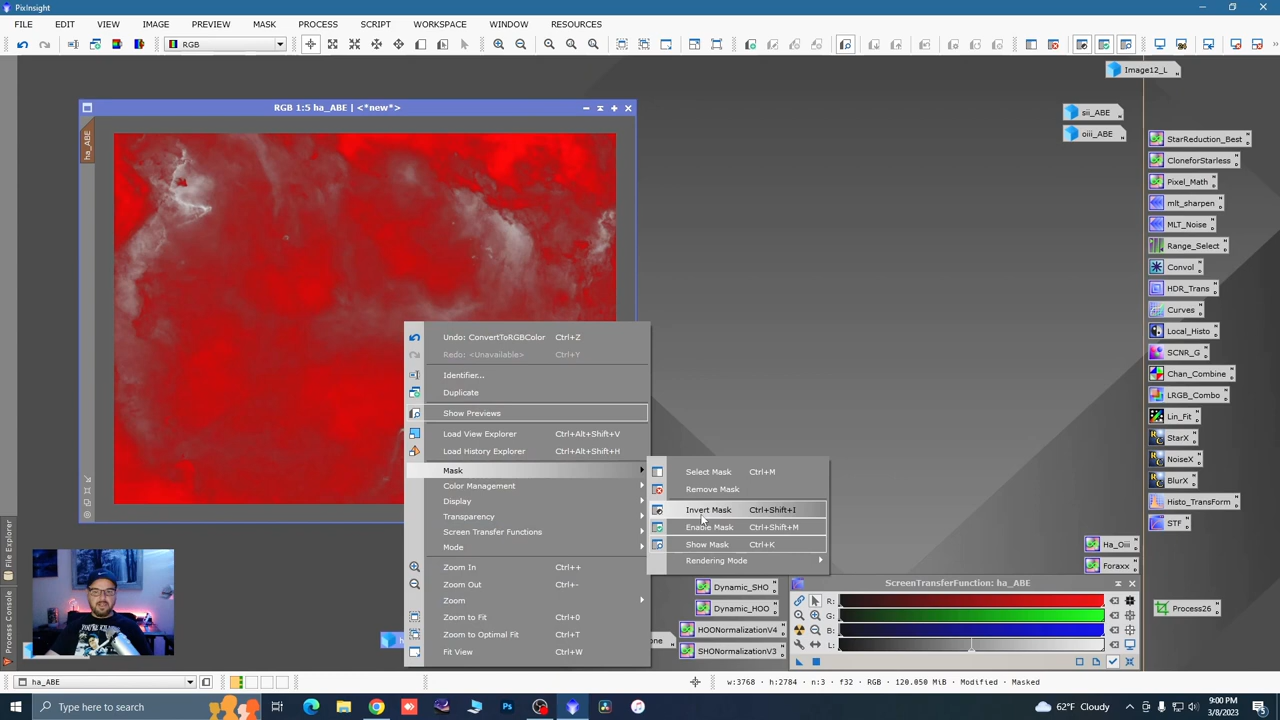 PixInsight
FILE EDIT VIEW IMAGE MASK PROCESS SCRIPT WORKSPACE WINDOW RESOURCES
RGB
Image12_L
RGB 1:5 ha_ABE | <*new*>
ha_ABE
sii_ABE
oiii_ABE
StarReduction_Best
CloneforStarless
Pixel_Math
mlt_sharpen
MLT_Noise
Range_Select
Convol
HDR_Trans
Curves
Local_Histo
SCNR_G
Chan_Combine
LRGB_Combo
Lin_Fit
StarX
NoiseX
BlurX
Histo_TransForm
STF
Undo: ConvertToRGBColor Ctrl+Z
Redo: <Unavailable> Ctrl+Y
Identifier...
Duplicate
Show Previews
Load View Explorer Ctrl+Alt+Shift+V
Load History Explorer Ctrl+Alt+Shift+H
Mask
Color Management
Display
Transparency
Screen Transfer Functions
Mode
Zoom In Ctrl++
Zoom Out Ctrl+-
Zoom
Zoom to Fit Ctrl+0
Zoom to Optimal Fit Ctrl+T
Fit View Ctrl+W
Select Mask Ctrl+M
Remove Mask
Invert Mask Ctrl+Shift+I
Enable Mask Ctrl+Shift+M
Show Mask Ctrl+K
Rendering Mode
Ha_Oiii
Foraxx
Dynamic_SHO
Dynamic_HOO
HOONormalizationV4
SHONormalizationV3
ScreenTransferFunction: ha_ABE
R:
G:
B:
L:
Process26
Process Console
Explorer
ha_ABE
w:3768 · h:2784 · n:3 · f32 · RGB · 120.050 MiB · Modified · Masked
Type here to search
62°F Cloudy
9:00 PM
3/8/2023